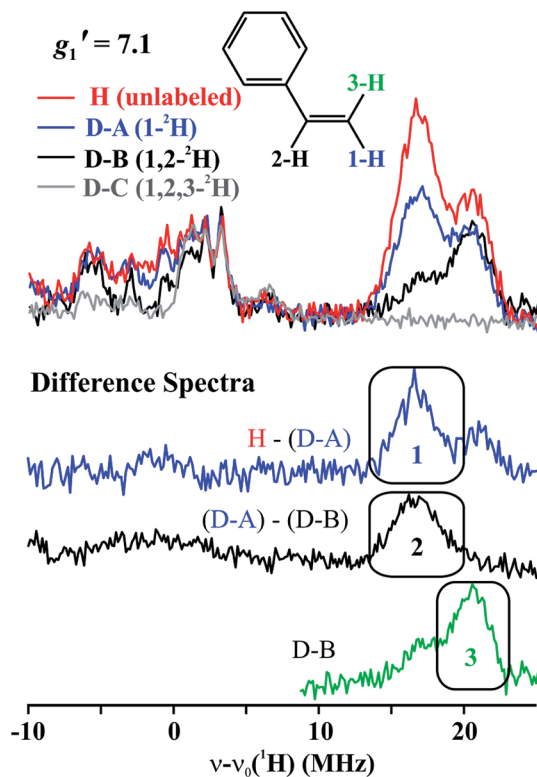 g₁′ = 7.1
H (unlabeled)
D-A (1-²H)
D-B (1,2-²H)
D-C (1,2,3-²H)
3-H
2-H
1-H
Difference Spectra
H - (D-A)
1
(D-A) - (D-B)
2
D-B
3
-10 0 10 20
ν-ν₀(¹H) (MHz)